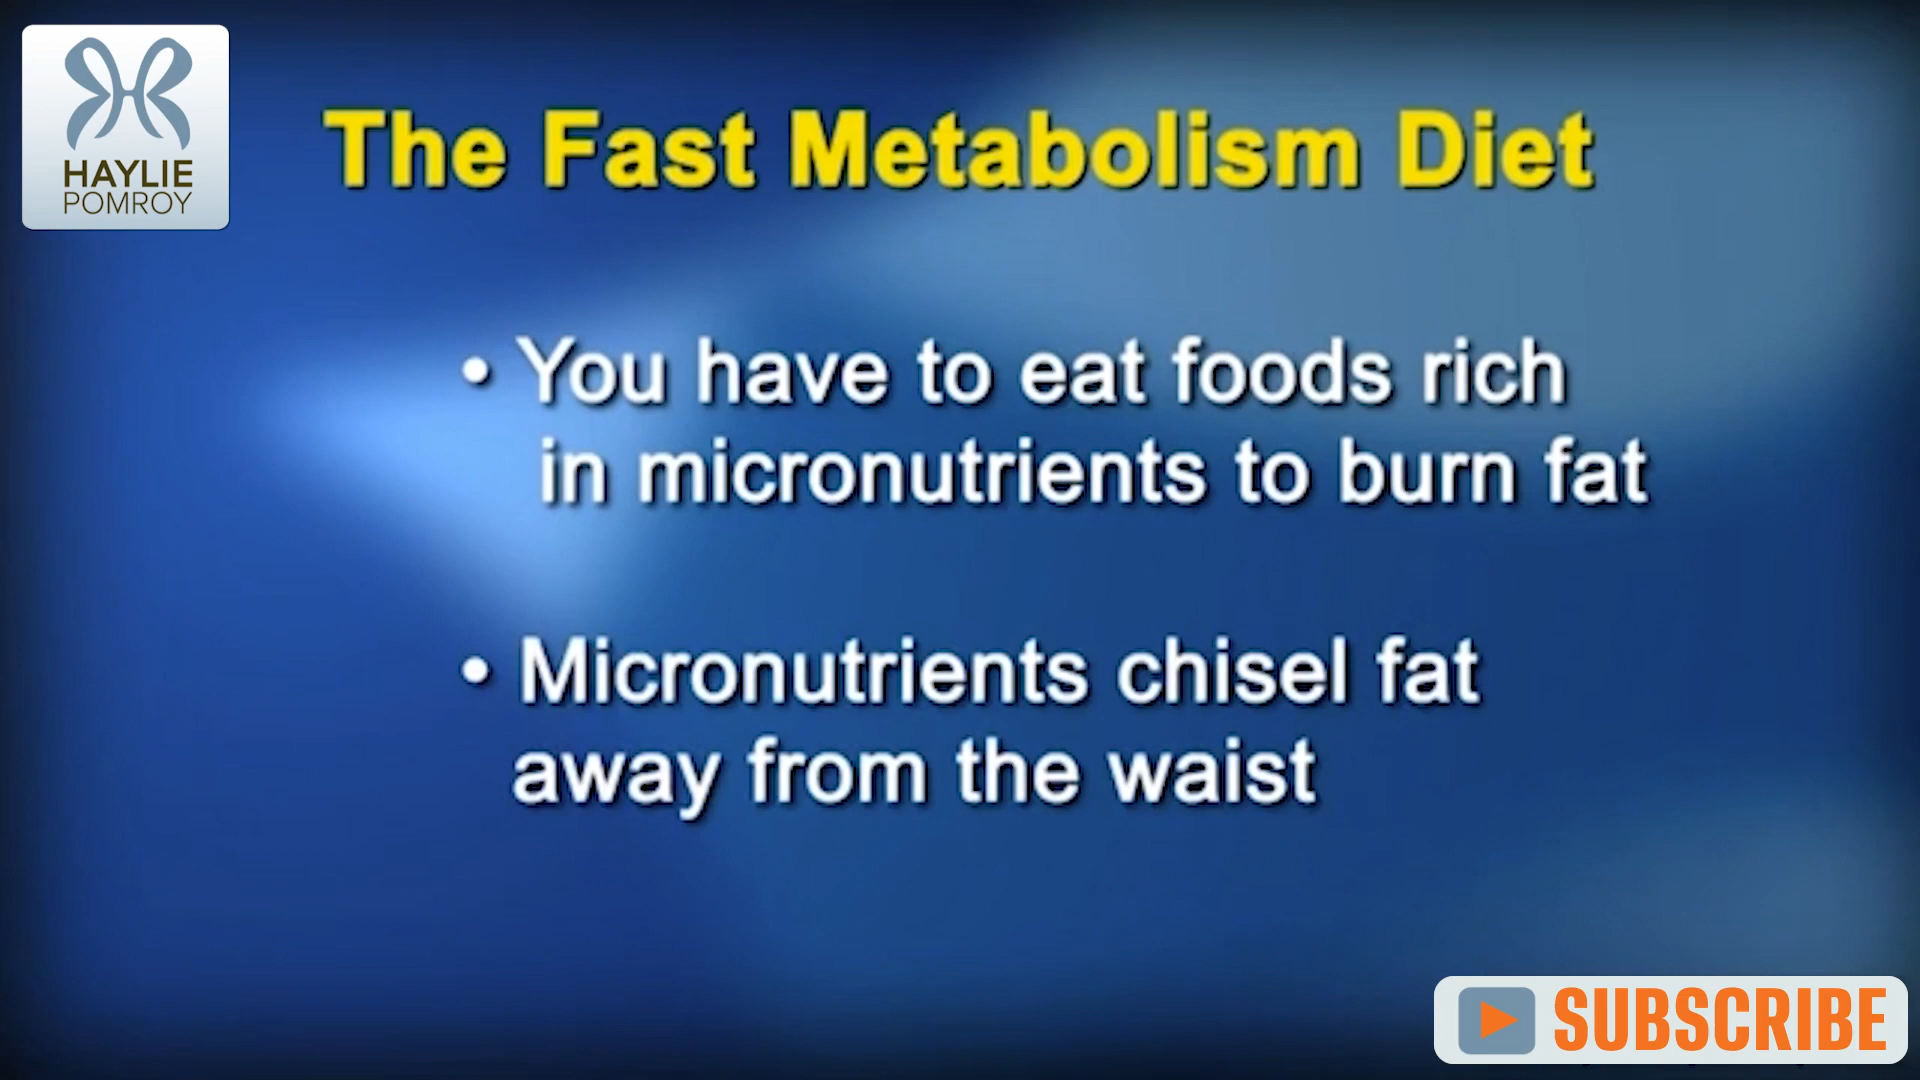 HAYLIE
POMROY
The Fast Metabolism Diet
• You have to eat foods rich
in micronutrients to burn fat
• Micronutrients chisel fat
away from the waist
SUBSCRIBE